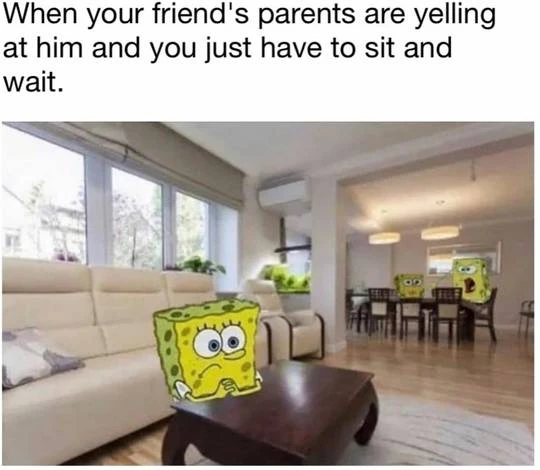 When your friend's parents are yelling
at him and you just have to sit and
wait.